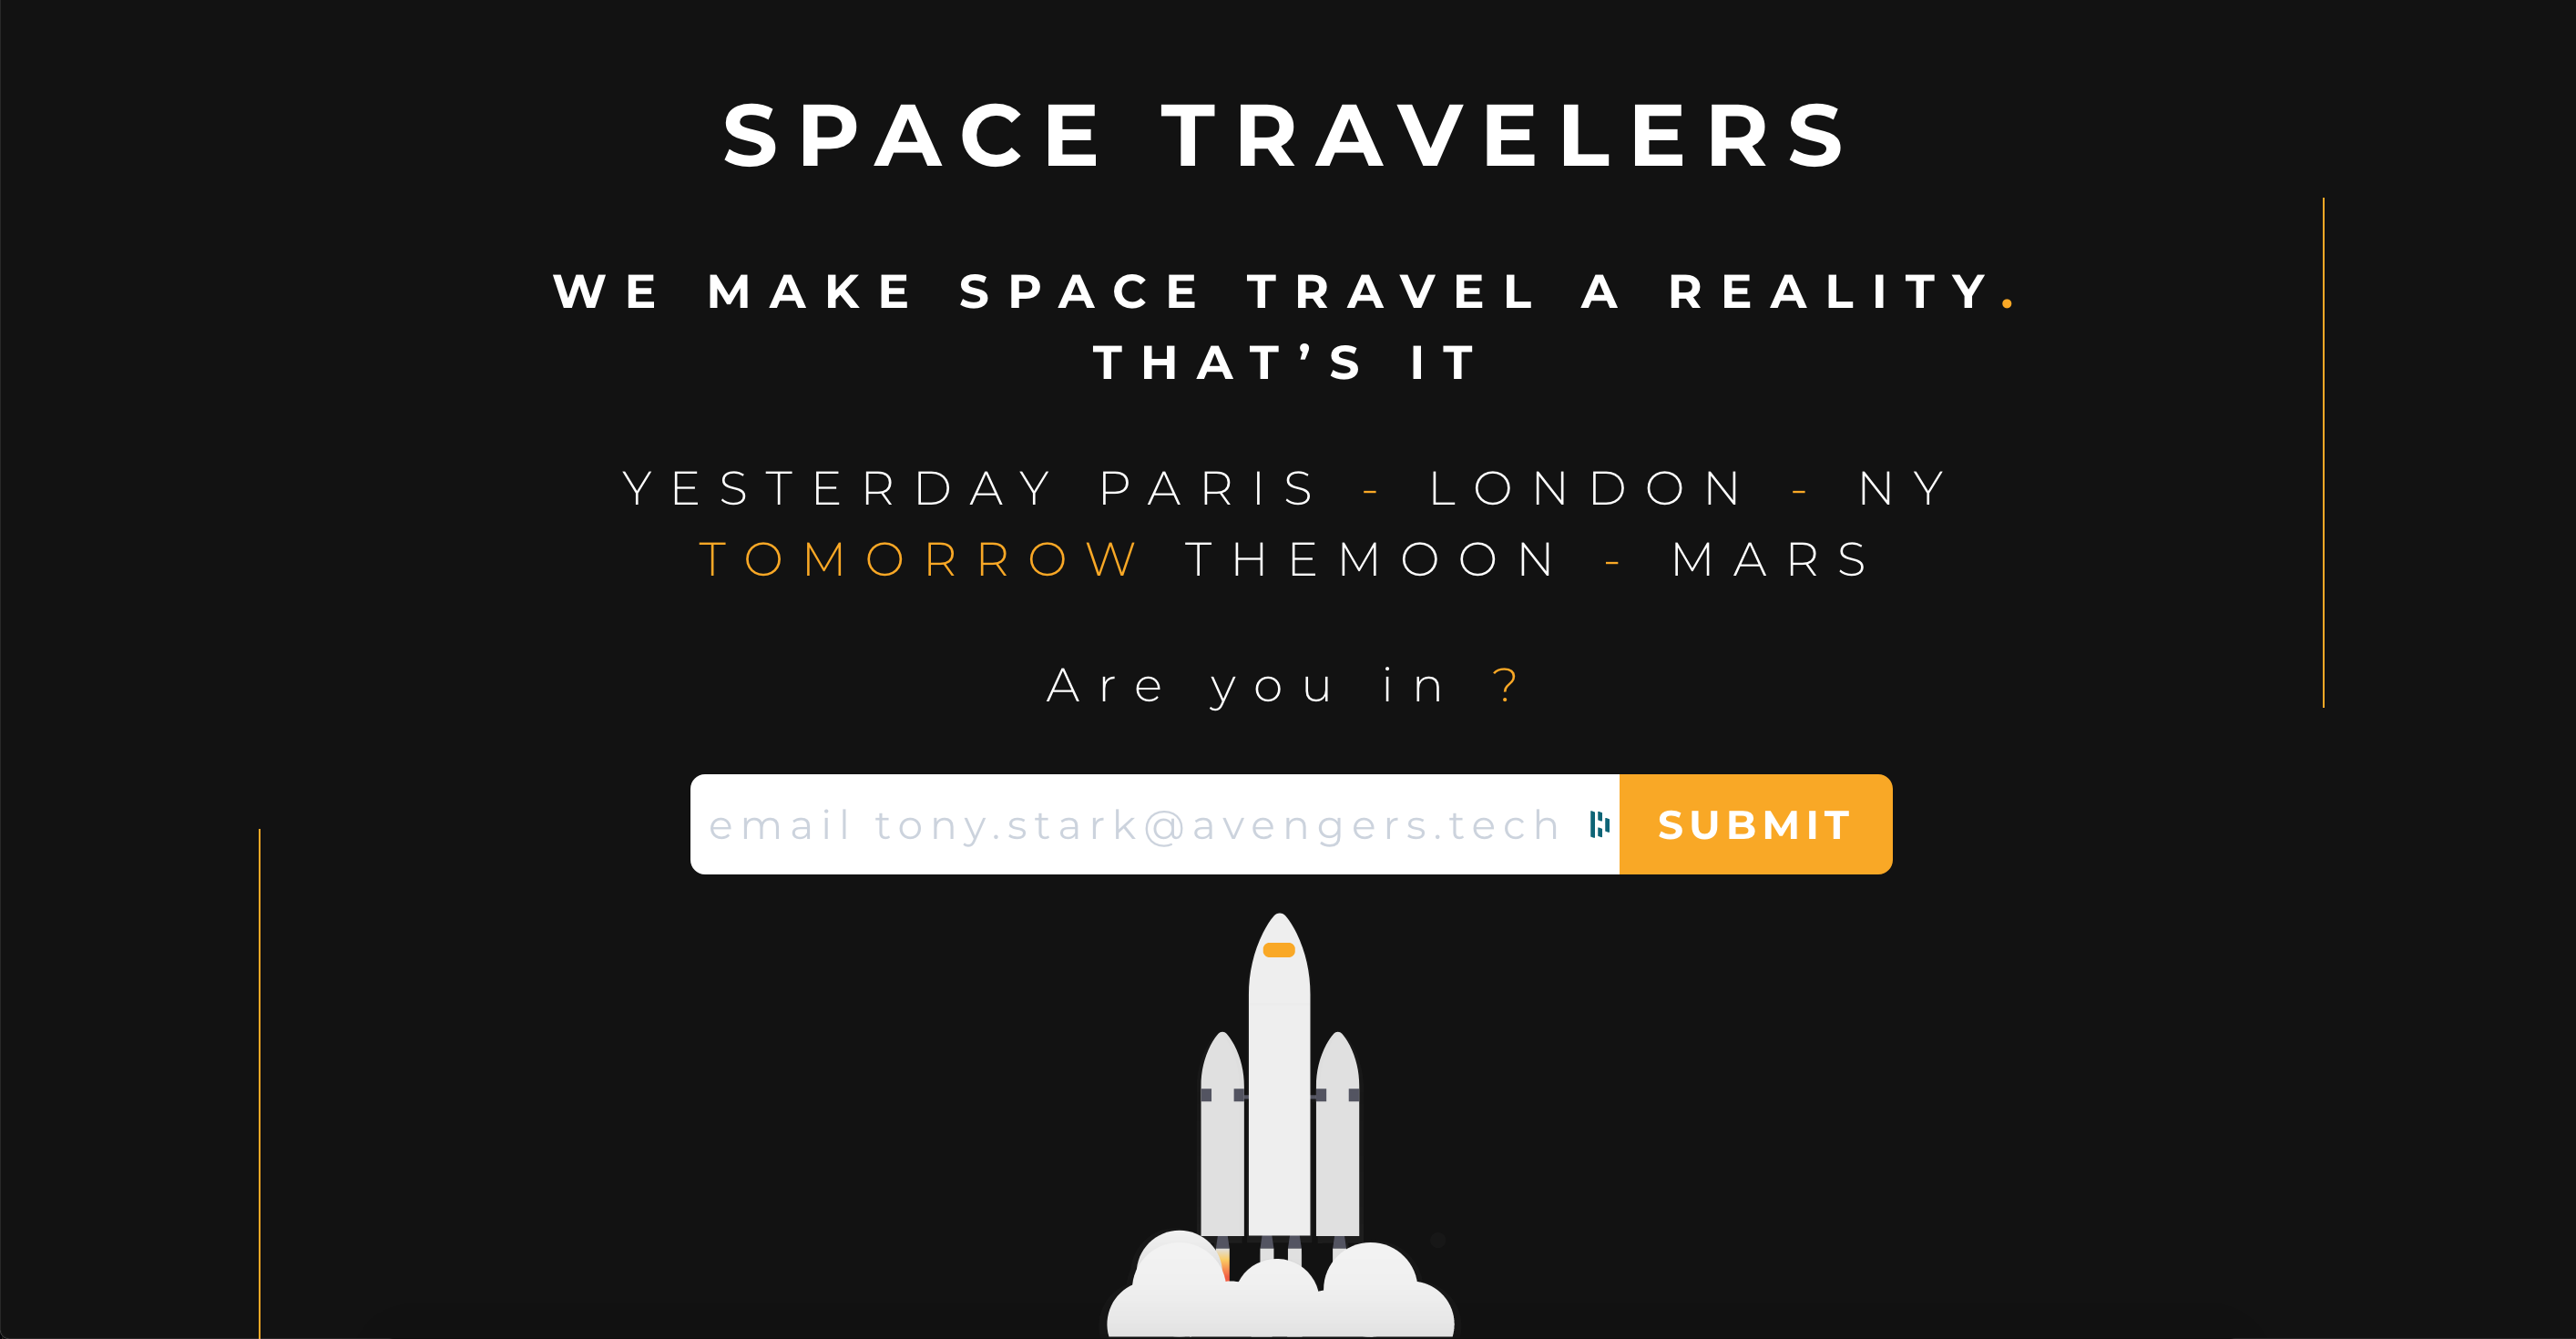 SPACE TRAVELERS
WE MAKE SPACE TRAVEL A REALITY.
THAT’S IT
YESTERDAY PARIS - LONDON - NY
TOMORROW THEMOON - MARS
Are you in ?
email tony.stark@avengers.tech
SUBMIT